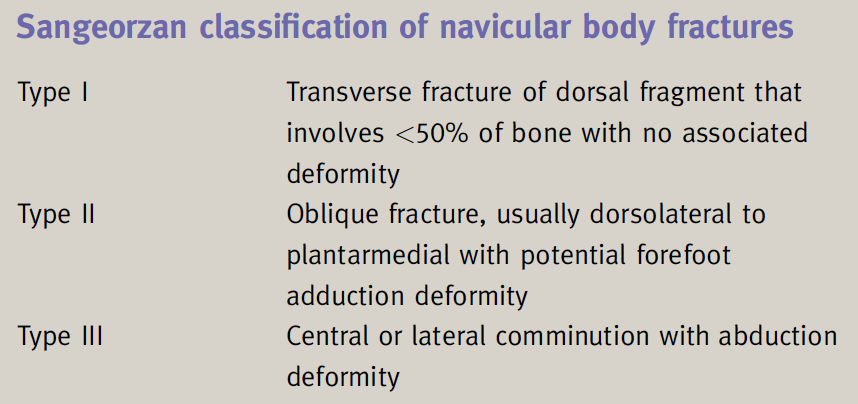 Sangeorzan classification of navicular body fractures
Type I Transverse fracture of dorsal fragment that
involves <50% of bone with no associated
deformity
Type II Oblique fracture, usually dorsolateral to
plantarmedial with potential forefoot
adduction deformity
Type III Central or lateral comminution with abduction
deformity